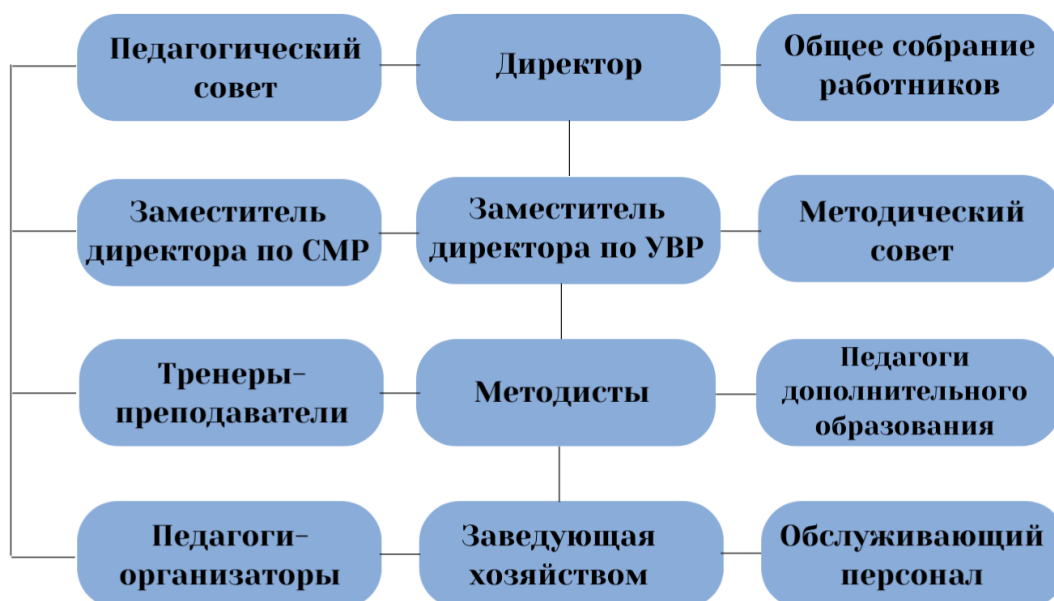 Педагогический
совет
Директор
Общее собрание
работников
Заместитель
директора по СМР
Заместитель
директора по УВР
Методический
совет
Тренеры-
преподаватели
Методисты
Педагоги
дополнительного
образования
Педагоги-
организаторы
Заведующая
хозяйством
Обслуживающий
персонал